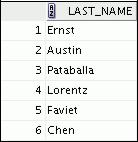 LAST_NAME
1 Ernst
2 Austin
3 Pataballa
4 Lorentz
5 Faviet
6 Chen